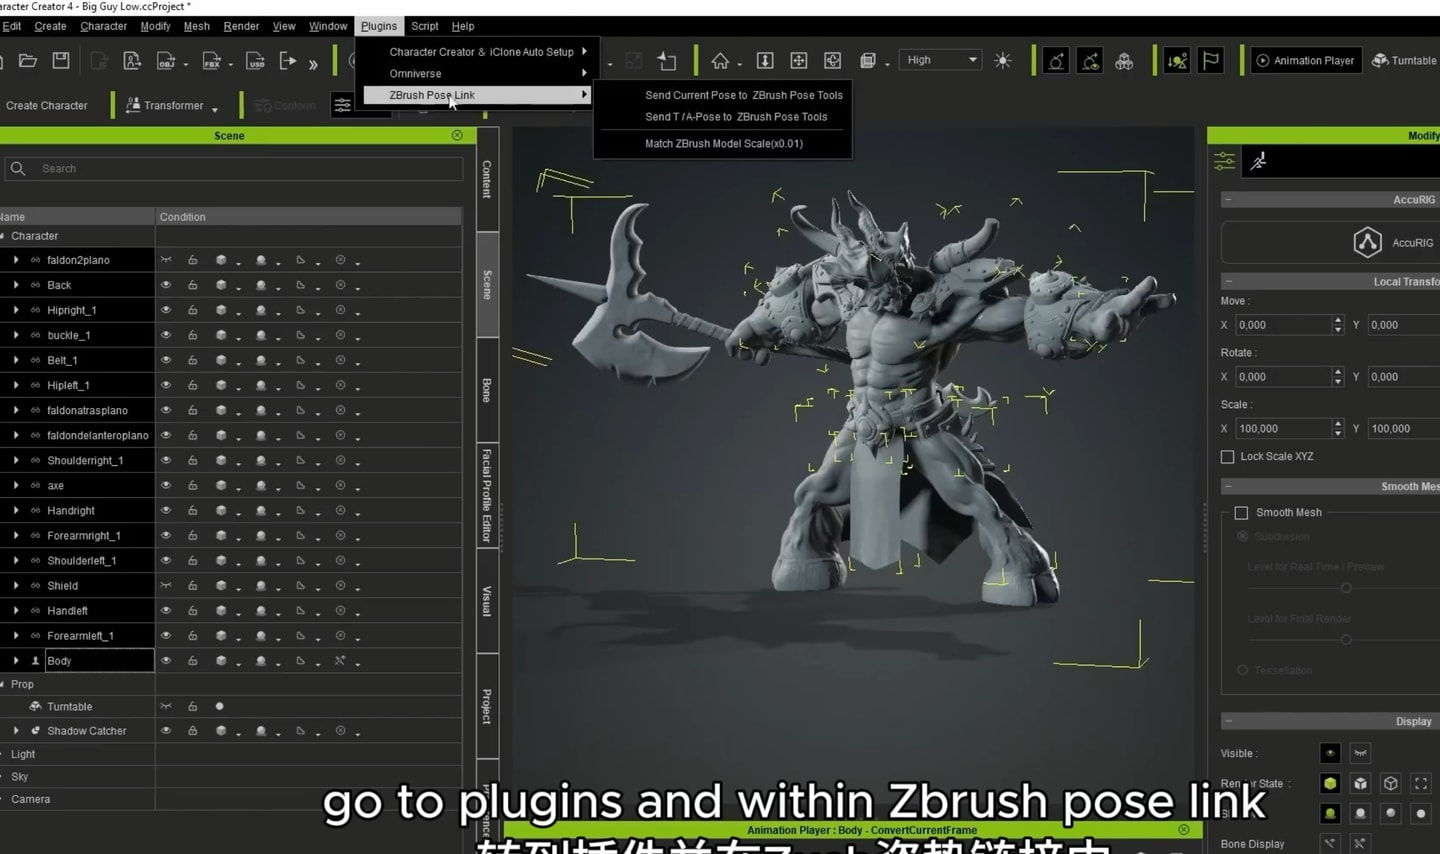 aracter Creator 4 - Big Guy Low.ccProject *
Edit Create Character Modify Mesh Render View Window Plugins Script Help
Character Creator & iClone Auto Setup
Omniverse
ZBrush Pose Link
Send Current Pose to ZBrush Pose Tools
Send T / A-Pose to ZBrush Pose Tools
Match ZBrush Model Scale(x0.01)
OBJ FBX USD
High
Animation Player
Turntable
Create Character
Transformer
Conform
Scene
Search
Name Condition
Character
faldon2plano
Back
Hipright_1
buckle_1
Belt_1
Hipleft_1
faldonatrasplano
faldondelanteroplano
Shoulderright_1
axe
Handright
Forearmright_1
Shoulderleft_1
Shield
Handleft
Forearmleft_1
Body
Prop
Turntable
Shadow Catcher
Light
Sky
Camera
Content
Scene
Bone
Facial Profile Editor
Visual
Project
Modify
AccuRIG
AccuRIG
Local Transfo
Move :
X 0,000 Y 0,000
Rotate :
X 0,000 Y 0,000
Scale :
X 100,000 Y 100,000
Lock Scale XYZ
Smooth Mes
Smooth Mesh
Subdivision
Level for Real Time / Preview
Level for Final Render
Tessellation
Display
Visible :
Bone Display
go to plugins and within Zbrush pose link
Animation Player : Body - ConvertCurrentFrame